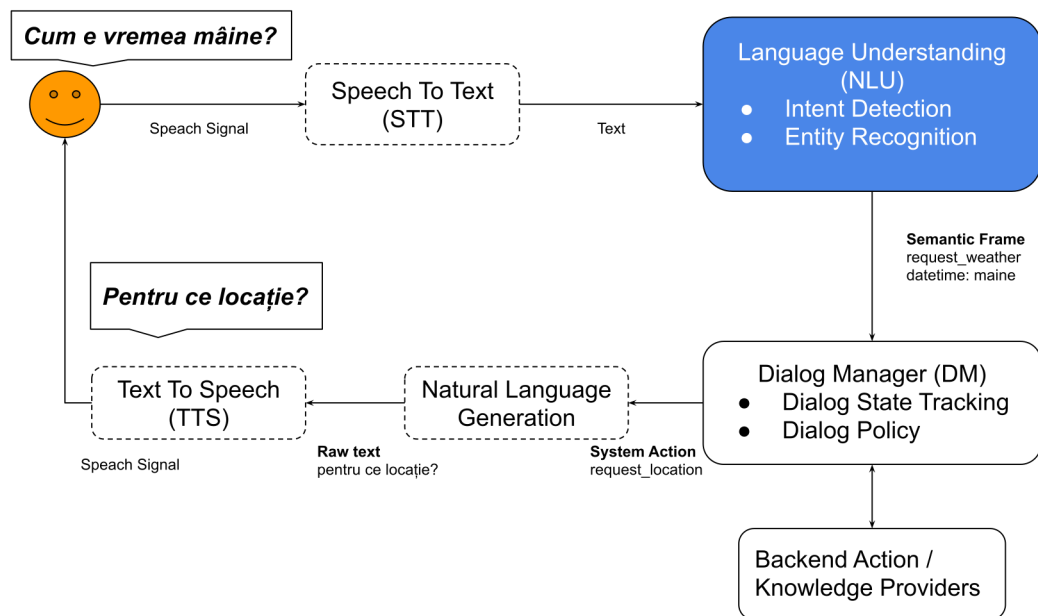 Cum e vremea mâine?
Speech To Text
(STT)
Speach Signal
Text
Language Understanding
(NLU)
● Intent Detection
● Entity Recognition
Semantic Frame
request_weather
datetime: maine
Pentru ce locație?
Text To Speech
(TTS)
Speach Signal
Natural Language
Generation
Raw text
pentru ce locație?
System Action
request_location
Dialog Manager (DM)
● Dialog State Tracking
● Dialog Policy
Backend Action /
Knowledge Providers